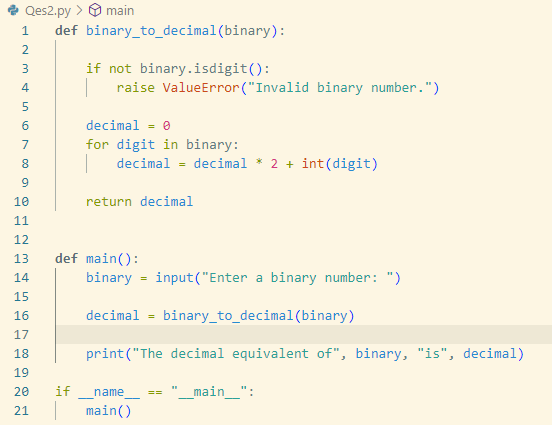 Qes2.py > main
1 def binary_to_decimal(binary):
2
3     if not binary.isdigit():
4         raise ValueError("Invalid binary number.")
5
6     decimal = 0
7     for digit in binary:
8         decimal = decimal * 2 + int(digit)
9
10     return decimal
11
12
13 def main():
14     binary = input("Enter a binary number: ")
15
16     decimal = binary_to_decimal(binary)
17
18     print("The decimal equivalent of", binary, "is", decimal)
19
20 if __name__ == "__main__":
21     main()